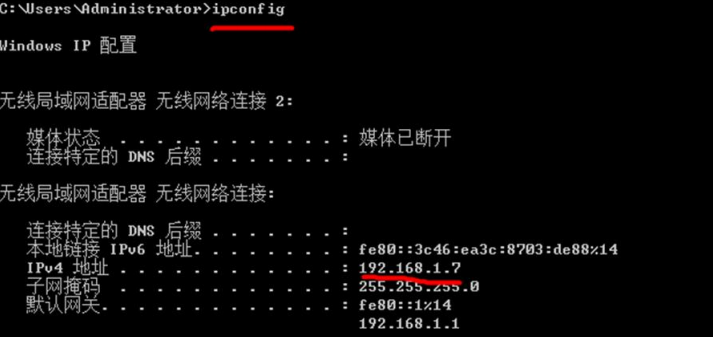 C:\Users\Administrator>ipconfig
Windows IP 配置
无线局域网适配器 无线网络连接 2:
媒体状态 . . . . . . . . . . . . : 媒体已断开
连接特定的 DNS 后缀 . . . . . . . :
无线局域网适配器 无线网络连接:
连接特定的 DNS 后缀 . . . . . . . :
本地链接 IPv6 地址. . . . . . . . : fe80::3c46:ea3c:8703:de88%14
IPv4 地址 . . . . . . . . . . . . : 192.168.1.7
子网掩码 . . . . . . . . . . . . : 255.255.255.0
默认网关. . . . . . . . . . . . . : fe80::1%14
192.168.1.1